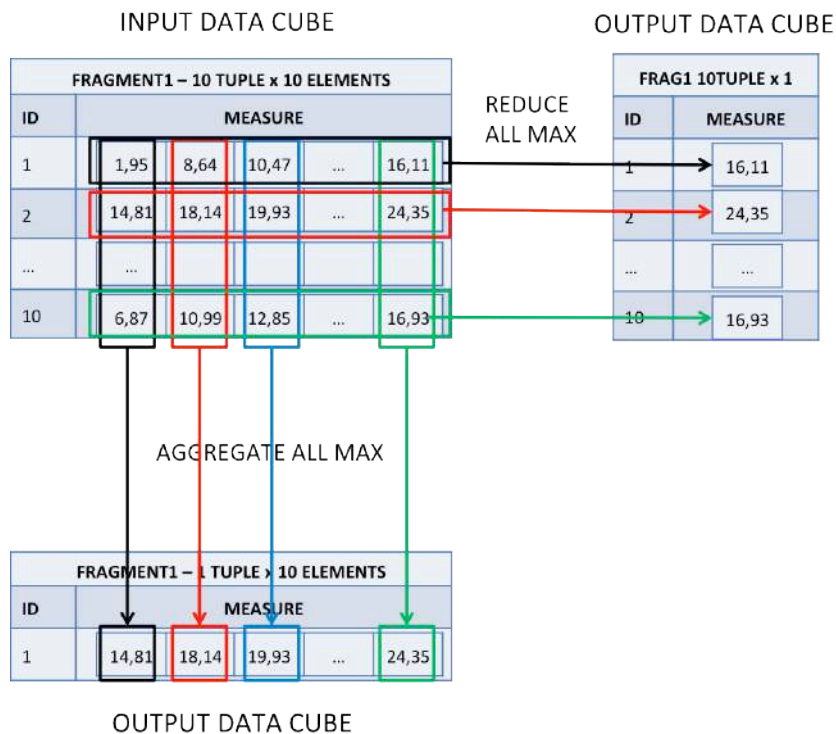 INPUT DATA CUBE
OUTPUT DATA CUBE
FRAGMENT1 – 10 TUPLE x 10 ELEMENTS
ID MEASURE
1 1,95 8,64 10,47 ... 16,11
2 14,81 18,14 19,93 ... 24,35
... ...
10 6,87 10,99 12,85 ... 16,93
REDUCE
ALL MAX
FRAG1 10TUPLE x 1
ID MEASURE
1 16,11
2 24,35
... ...
10 16,93
AGGREGATE ALL MAX
FRAGMENT1 – 1 TUPLE x 10 ELEMENTS
ID MEASURE
1 14,81 18,14 19,93 ... 24,35
OUTPUT DATA CUBE